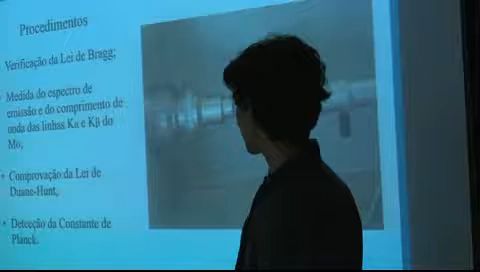 Procedimentos
Verificação da Lei de Bragg;
Medida do espectro de
emissão e do comprimento de
onda das linhas Kα e Kβ do
Mo;
• Comprovação da Lei de
Duane-Hunt;
• Detecção da Constante de
Planck.